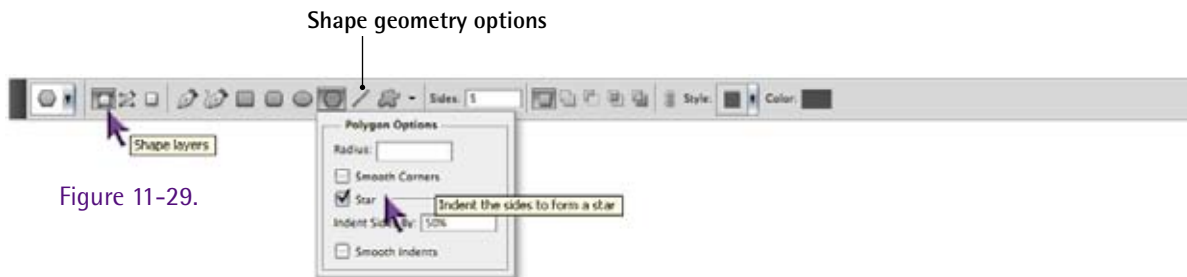 Shape geometry options
Sides: 5
Style:
Color:
Shape layers
Polygon Options
Radius:
Smooth Corners
Star
Indent the sides to form a star
Indent Sides By: 50%
Smooth Indents
Figure 11-29.